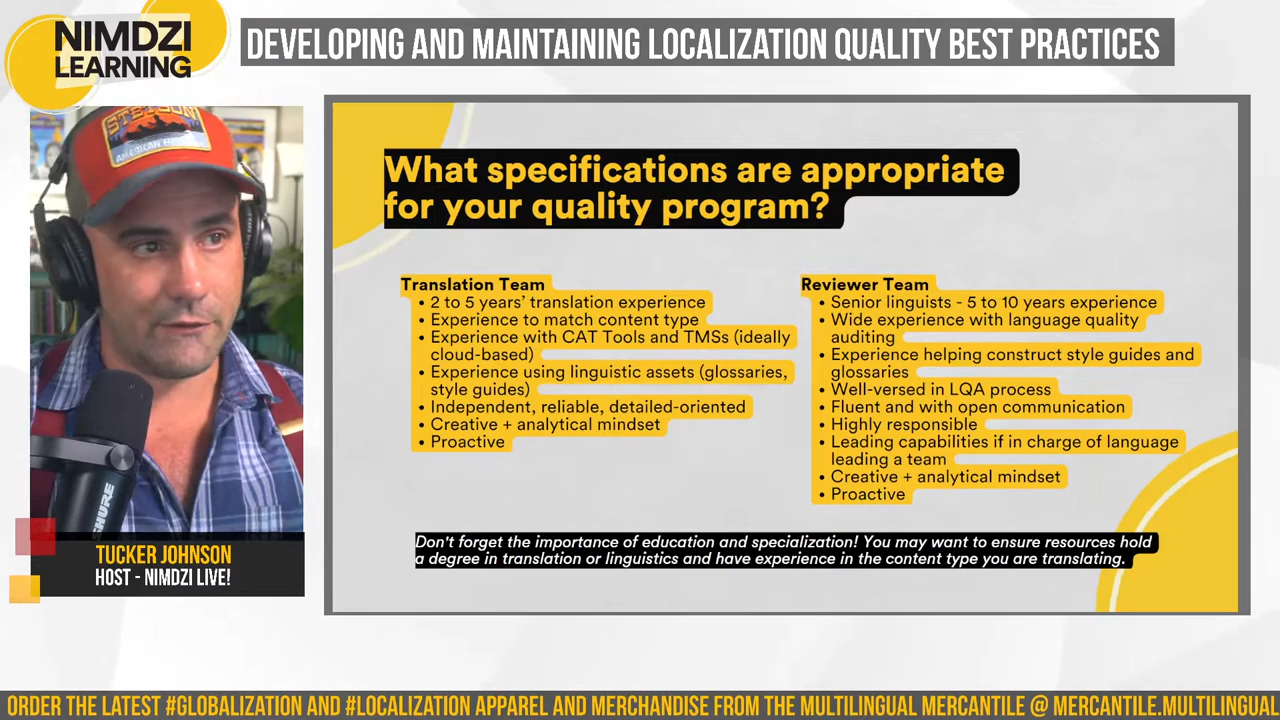 NIMDZI
LEARNING
DEVELOPING AND MAINTAINING LOCALIZATION QUALITY BEST PRACTICES
STETSON
AMERICAN
What specifications are appropriate
for your quality program?
Translation Team
• 2 to 5 years' translation experience
• Experience to match content type
• Experience with CAT Tools and TMSs (ideally
cloud-based)
• Experience using linguistic assets (glossaries,
style guides)
• Independent, reliable, detailed-oriented
• Creative + analytical mindset
• Proactive
Reviewer Team
• Senior linguists - 5 to 10 years experience
• Wide experience with language quality
auditing
• Experience helping construct style guides and
glossaries
• Well-versed in LQA process
• Fluent and with open communication
• Highly responsible
• Leading capabilities if in charge of language
leading a team
• Creative + analytical mindset
• Proactive
Don't forget the importance of education and specialization! You may want to ensure resources hold
a degree in translation or linguistics and have experience in the content type you are translating.
SHURE
TUCKER JOHNSON
HOST - NIMDZI LIVE!
ORDER THE LATEST #GLOBALIZATION AND #LOCALIZATION APPAREL AND MERCHANDISE FROM THE MULTILINGUAL MERCANTILE @ MERCANTILE.MULTILINGUAL